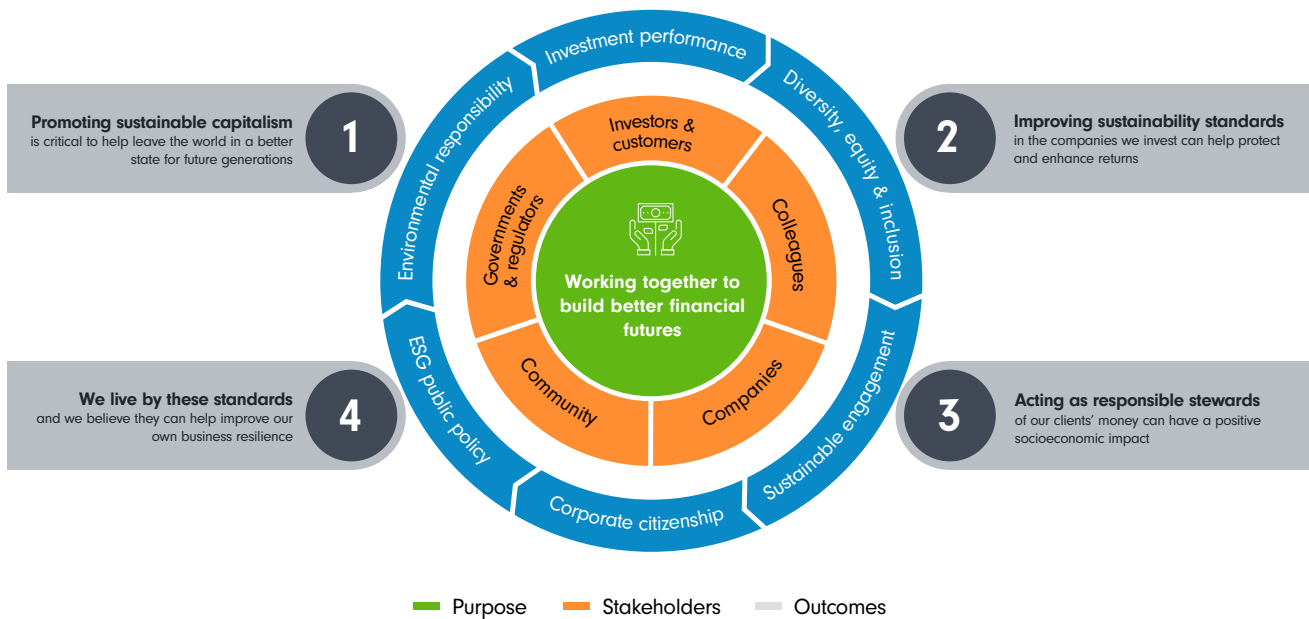 Investment performance
Diversity, equity & inclusion
Sustainable engagement
Corporate citizenship
ESG public policy
Environmental responsibility
Investors &
customers
Colleagues
Companies
Community
Governments
& regulators
Working together to
build better financial
futures
1
Promoting sustainable capitalism
is critical to help leave the world in a better
state for future generations
2
Improving sustainability standards
in the companies we invest can help protect
and enhance returns
3
Acting as responsible stewards
of our clients’ money can have a positive
socioeconomic impact
4
We live by these standards
and we believe they can help improve our
own business resilience
Purpose
Stakeholders
Outcomes